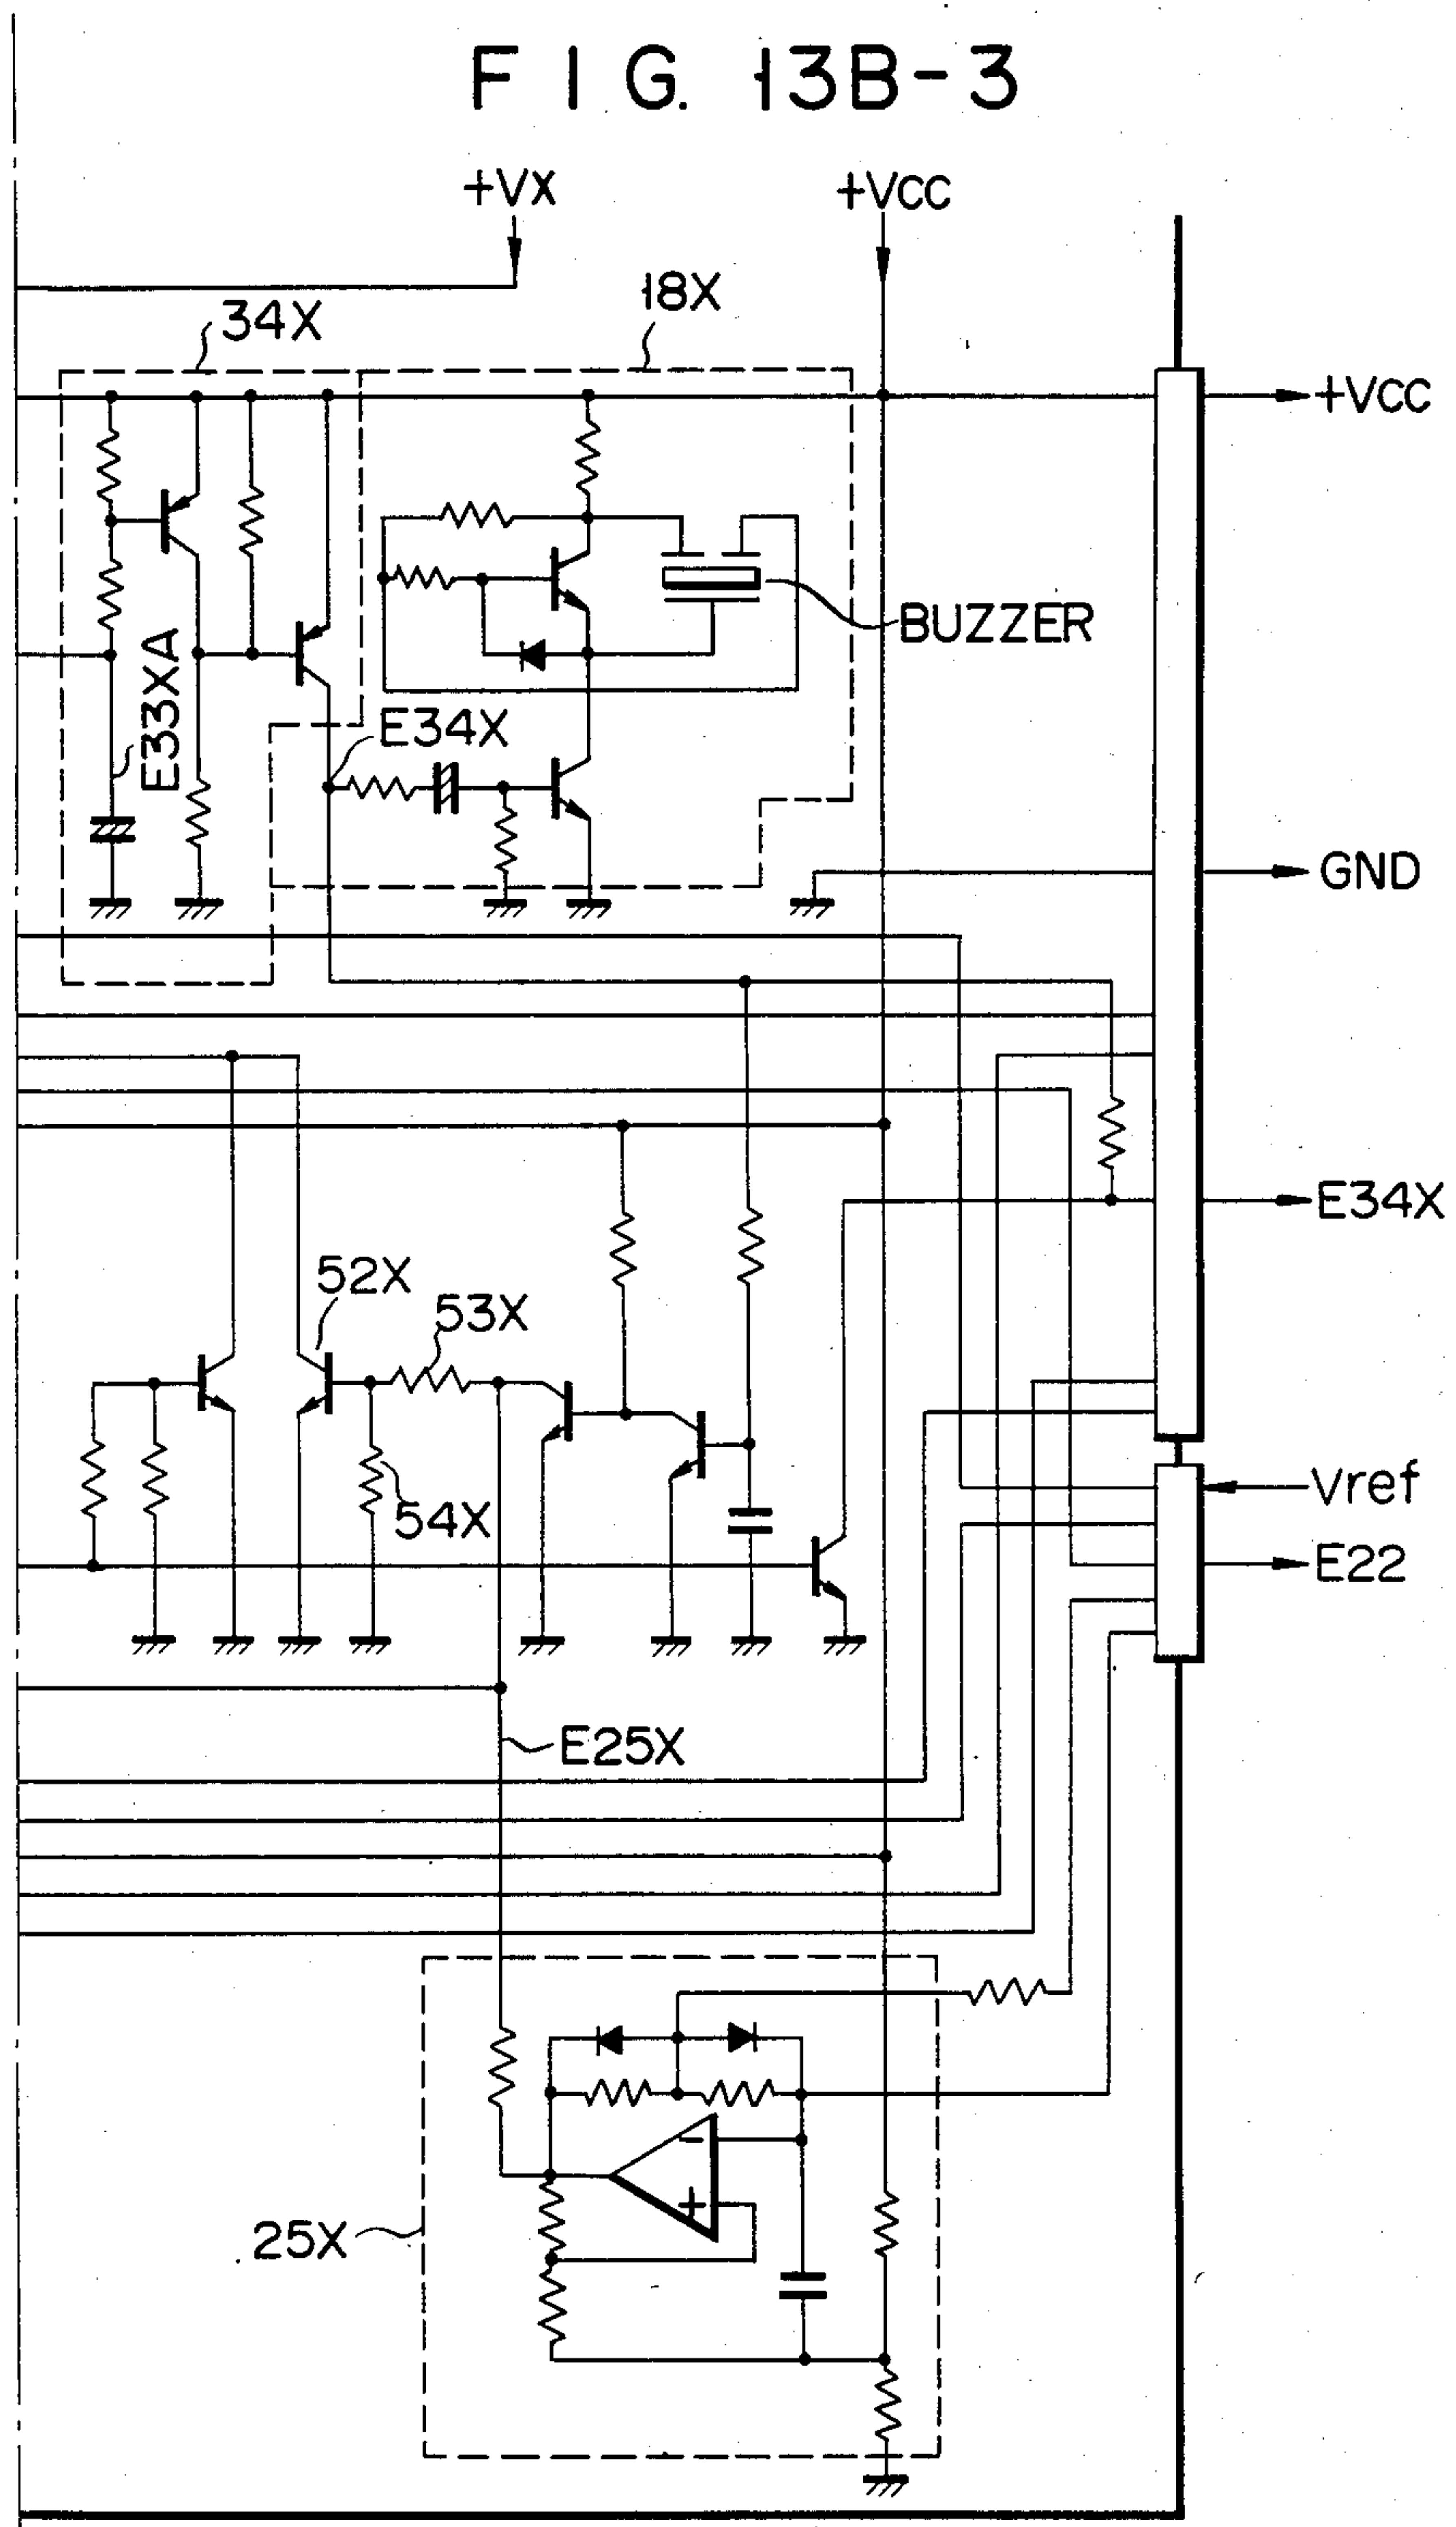 FIG. 13B-3
+VX
+VCC
18X
34X
+VCC
BUZZER
E33XA
E34X
GND
E34X
52X
53X
54X
Vref
E22
E25X
-
+
25X